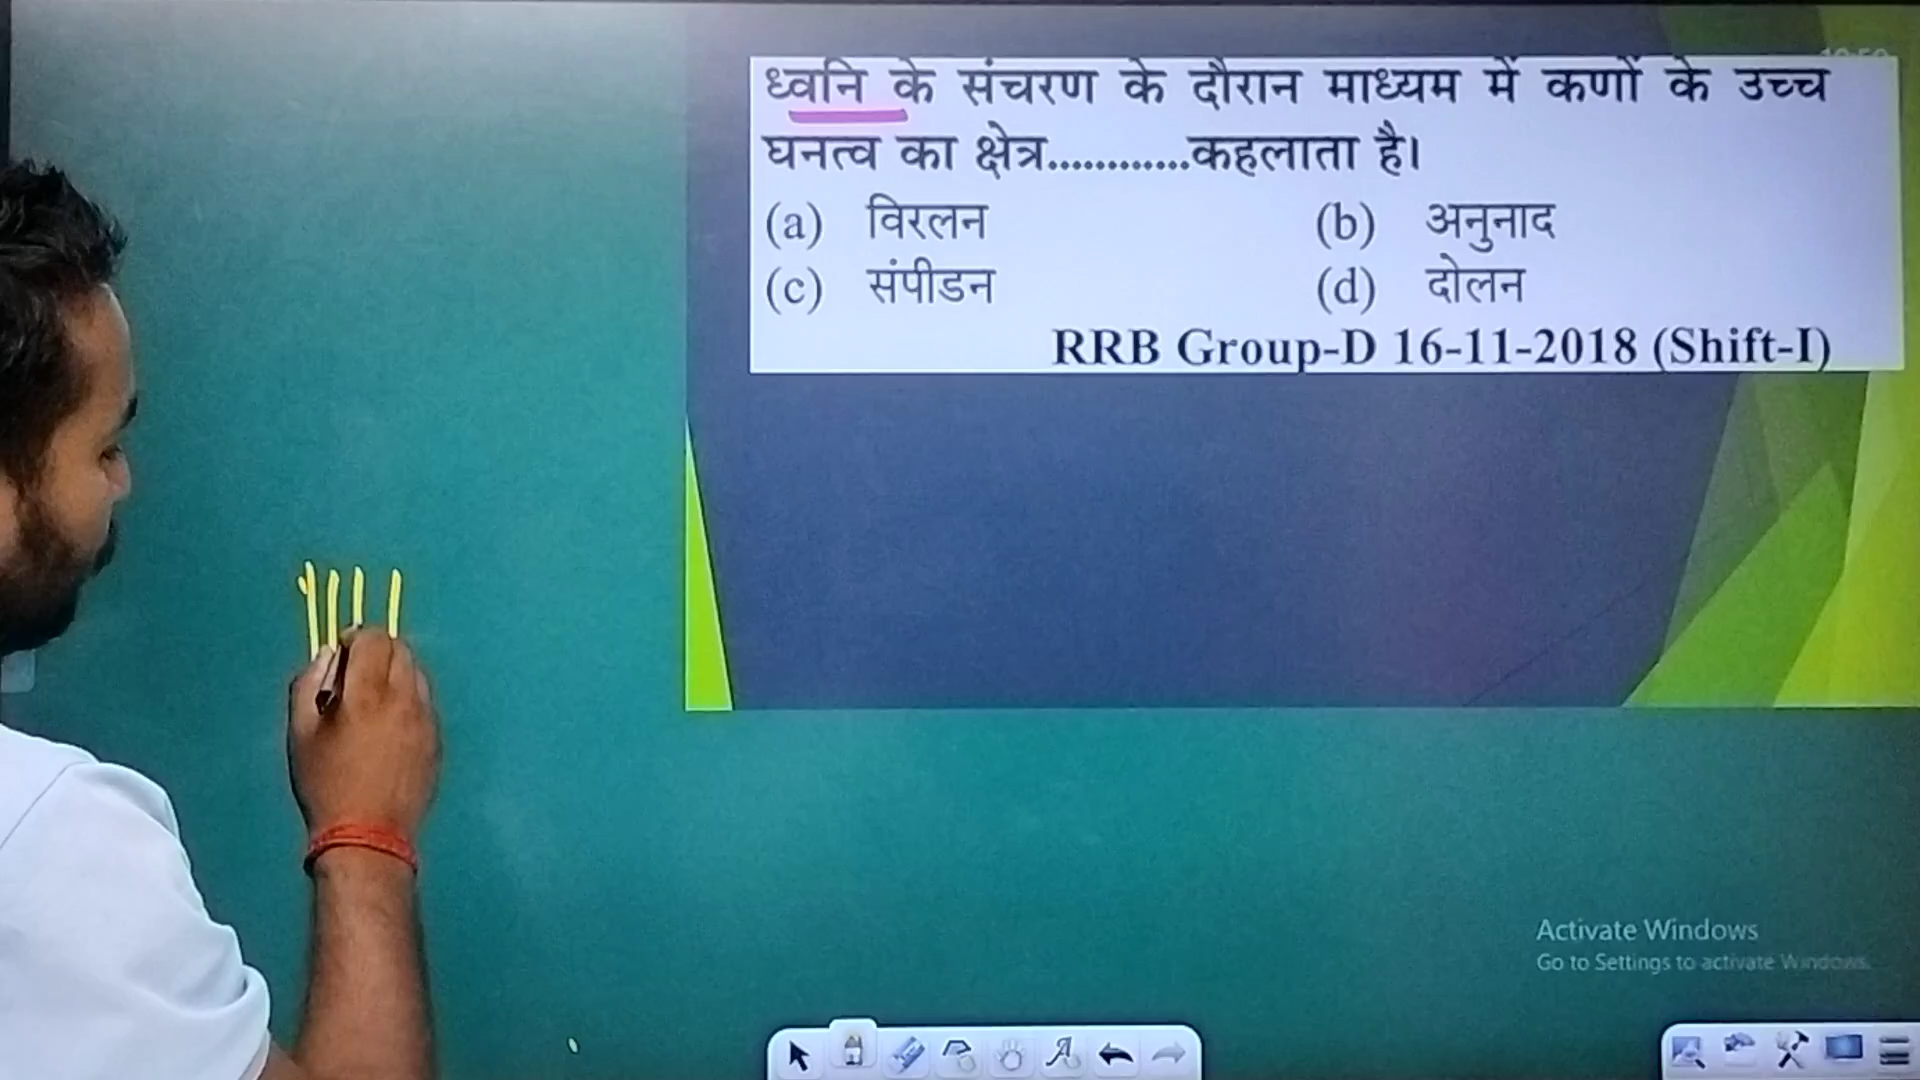 ध्वनि के संचरण के दौरान माध्यम में कणों के उच्च
घनत्व का क्षेत्र............कहलाता है।
(a) विरलन (b) अनुनाद
(c) संपीडन (d) दोलन
RRB Group-D 16-11-2018 (Shift-I)
Activate Windows
Go to Settings to activate Windows.